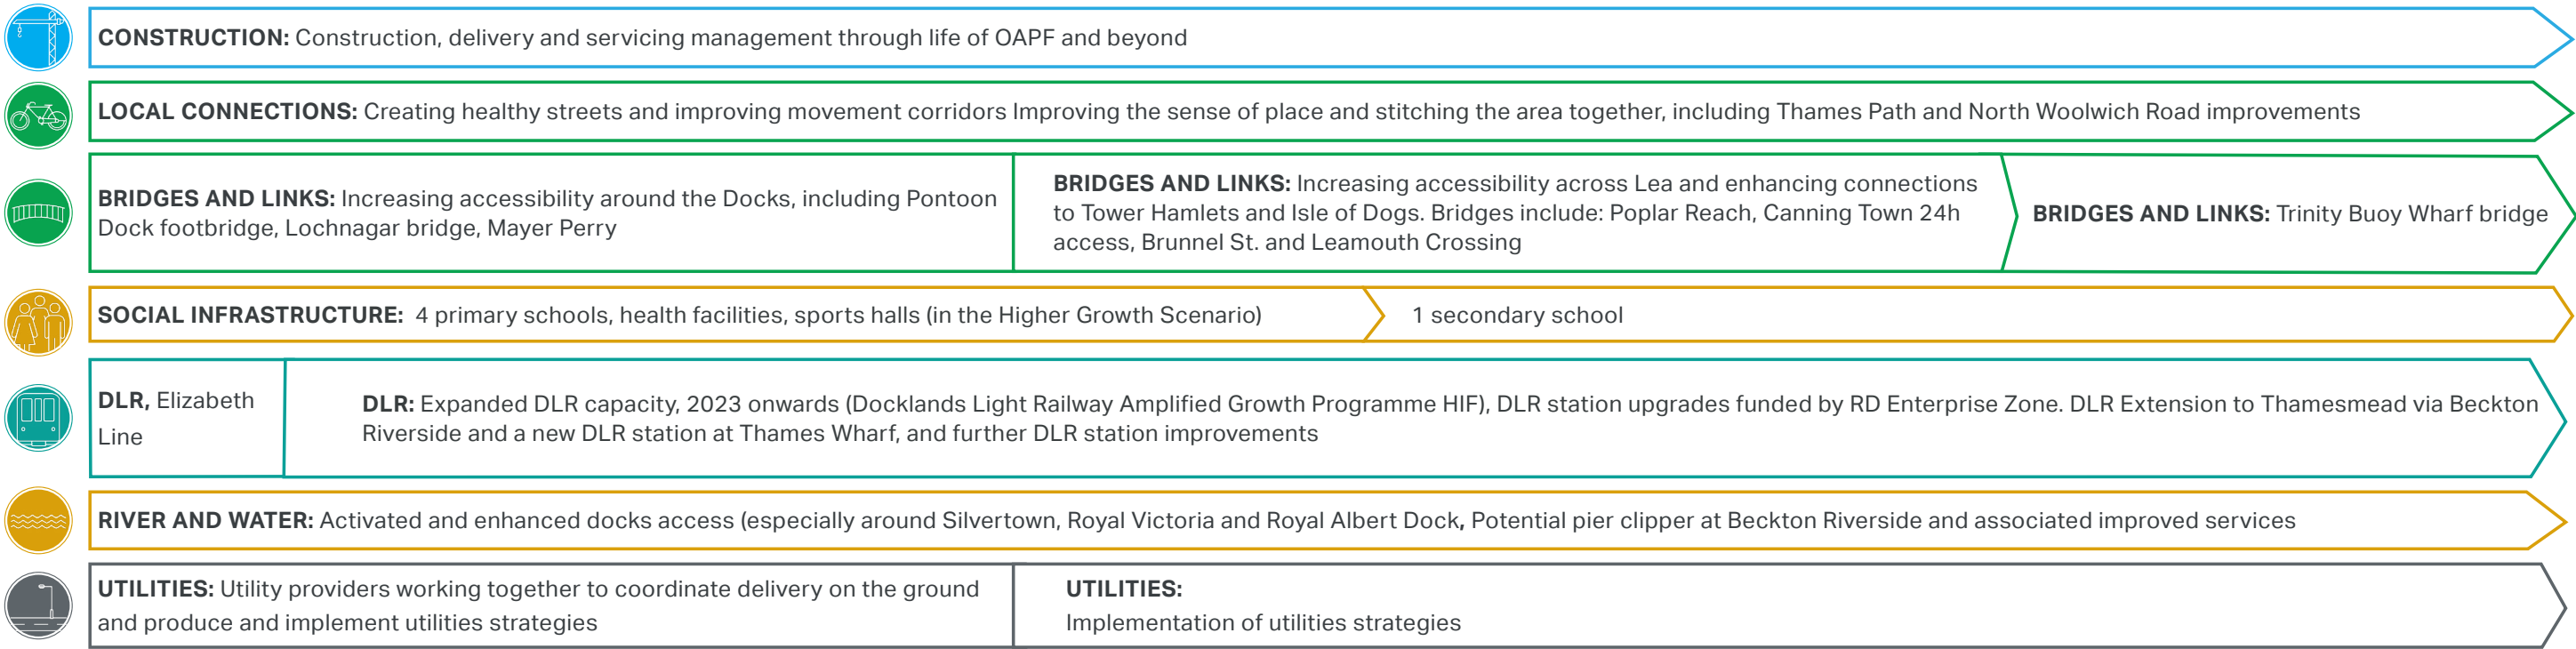 CONSTRUCTION: Construction, delivery and servicing management through life of OAPF and beyond
LOCAL CONNECTIONS: Creating healthy streets and improving movement corridors Improving the sense of place and stitching the area together, including Thames Path and North Woolwich Road improvements
BRIDGES AND LINKS: Increasing accessibility around the Docks, including Pontoon
Dock footbridge, Lochnagar bridge, Mayer Perry
BRIDGES AND LINKS: Increasing accessibility across Lea and enhancing connections
to Tower Hamlets and Isle of Dogs. Bridges include: Poplar Reach, Canning Town 24h
access, Brunnel St. and Leamouth Crossing
BRIDGES AND LINKS: Trinity Buoy Wharf bridge
SOCIAL INFRASTRUCTURE: 4 primary schools, health facilities, sports halls (in the Higher Growth Scenario)
1 secondary school
DLR, Elizabeth
Line
DLR: Expanded DLR capacity, 2023 onwards (Docklands Light Railway Amplified Growth Programme HIF), DLR station upgrades funded by RD Enterprise Zone. DLR Extension to Thamesmead via Beckton
Riverside and a new DLR station at Thames Wharf, and further DLR station improvements
RIVER AND WATER: Activated and enhanced docks access (especially around Silvertown, Royal Victoria and Royal Albert Dock, Potential pier clipper at Beckton Riverside and associated improved services
UTILITIES: Utility providers working together to coordinate delivery on the ground
and produce and implement utilities strategies
UTILITIES:
Implementation of utilities strategies